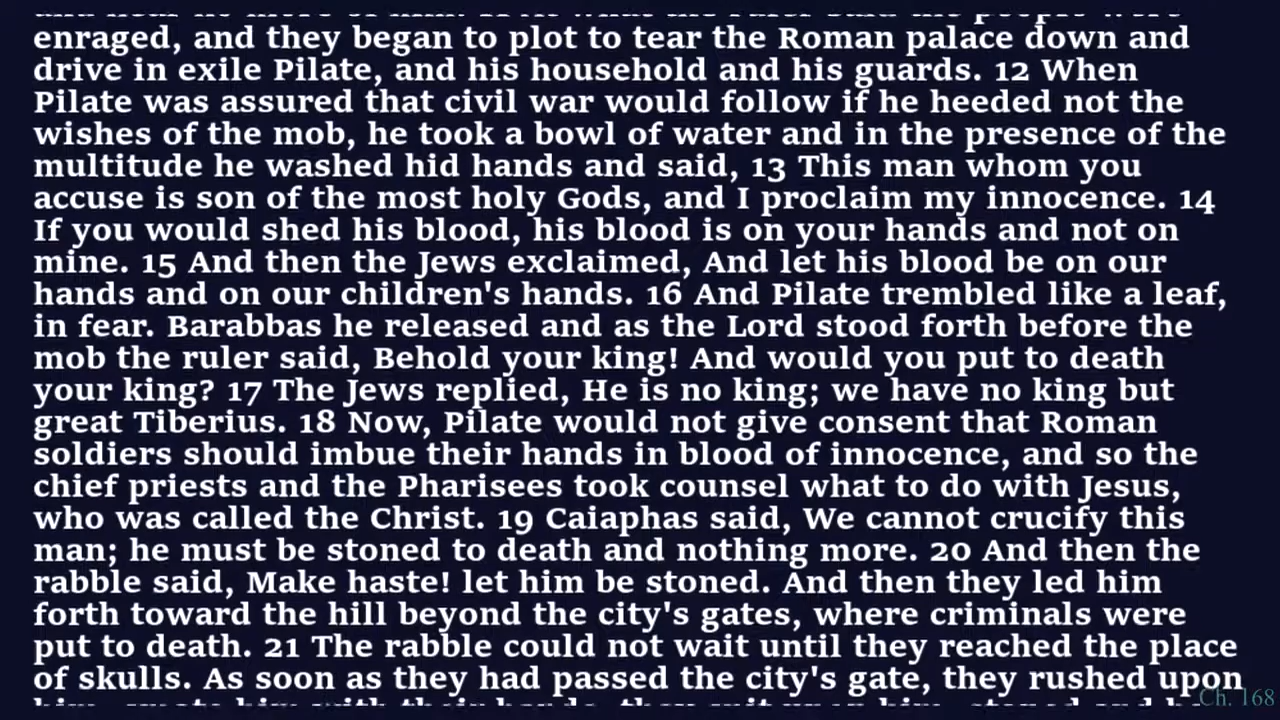 enraged, and they began to plot to tear the Roman palace down and
drive in exile Pilate, and his household and his guards. 12 When
Pilate was assured that civil war would follow if he heeded not the
wishes of the mob, he took a bowl of water and in the presence of the
multitude he washed hid hands and said, 13 This man whom you
accuse is son of the most holy Gods, and I proclaim my innocence. 14
If you would shed his blood, his blood is on your hands and not on
mine. 15 And then the Jews exclaimed, And let his blood be on our
hands and on our children's hands. 16 And Pilate trembled like a leaf,
in fear. Barabbas he released and as the Lord stood forth before the
mob the ruler said, Behold your king! And would you put to death
your king? 17 The Jews replied, He is no king; we have no king but
great Tiberius. 18 Now, Pilate would not give consent that Roman
soldiers should imbue their hands in blood of innocence, and so the
chief priests and the Pharisees took counsel what to do with Jesus,
who was called the Christ. 19 Caiaphas said, We cannot crucify this
man; he must be stoned to death and nothing more. 20 And then the
rabble said, Make haste! let him be stoned. And then they led him
forth toward the hill beyond the city's gates, where criminals were
put to death. 21 The rabble could not wait until they reached the place
of skulls. As soon as they had passed the city's gate, they rushed upon
Ch. 168